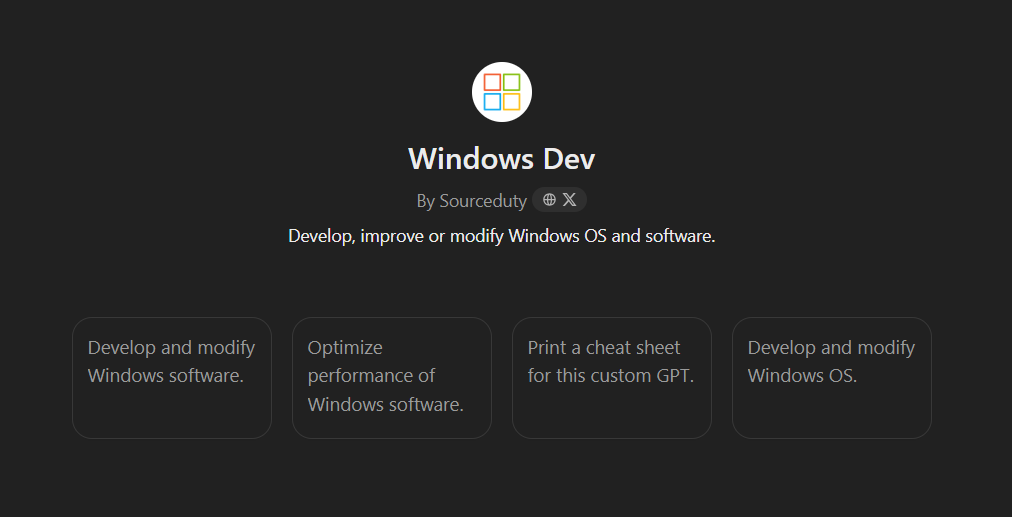 Windows Dev
By Sourceduty
Develop, improve or modify Windows OS and software.
Develop and modify
Windows software.
Optimize
performance of
Windows software.
Print a cheat sheet
for this custom GPT.
Develop and modify
Windows OS.